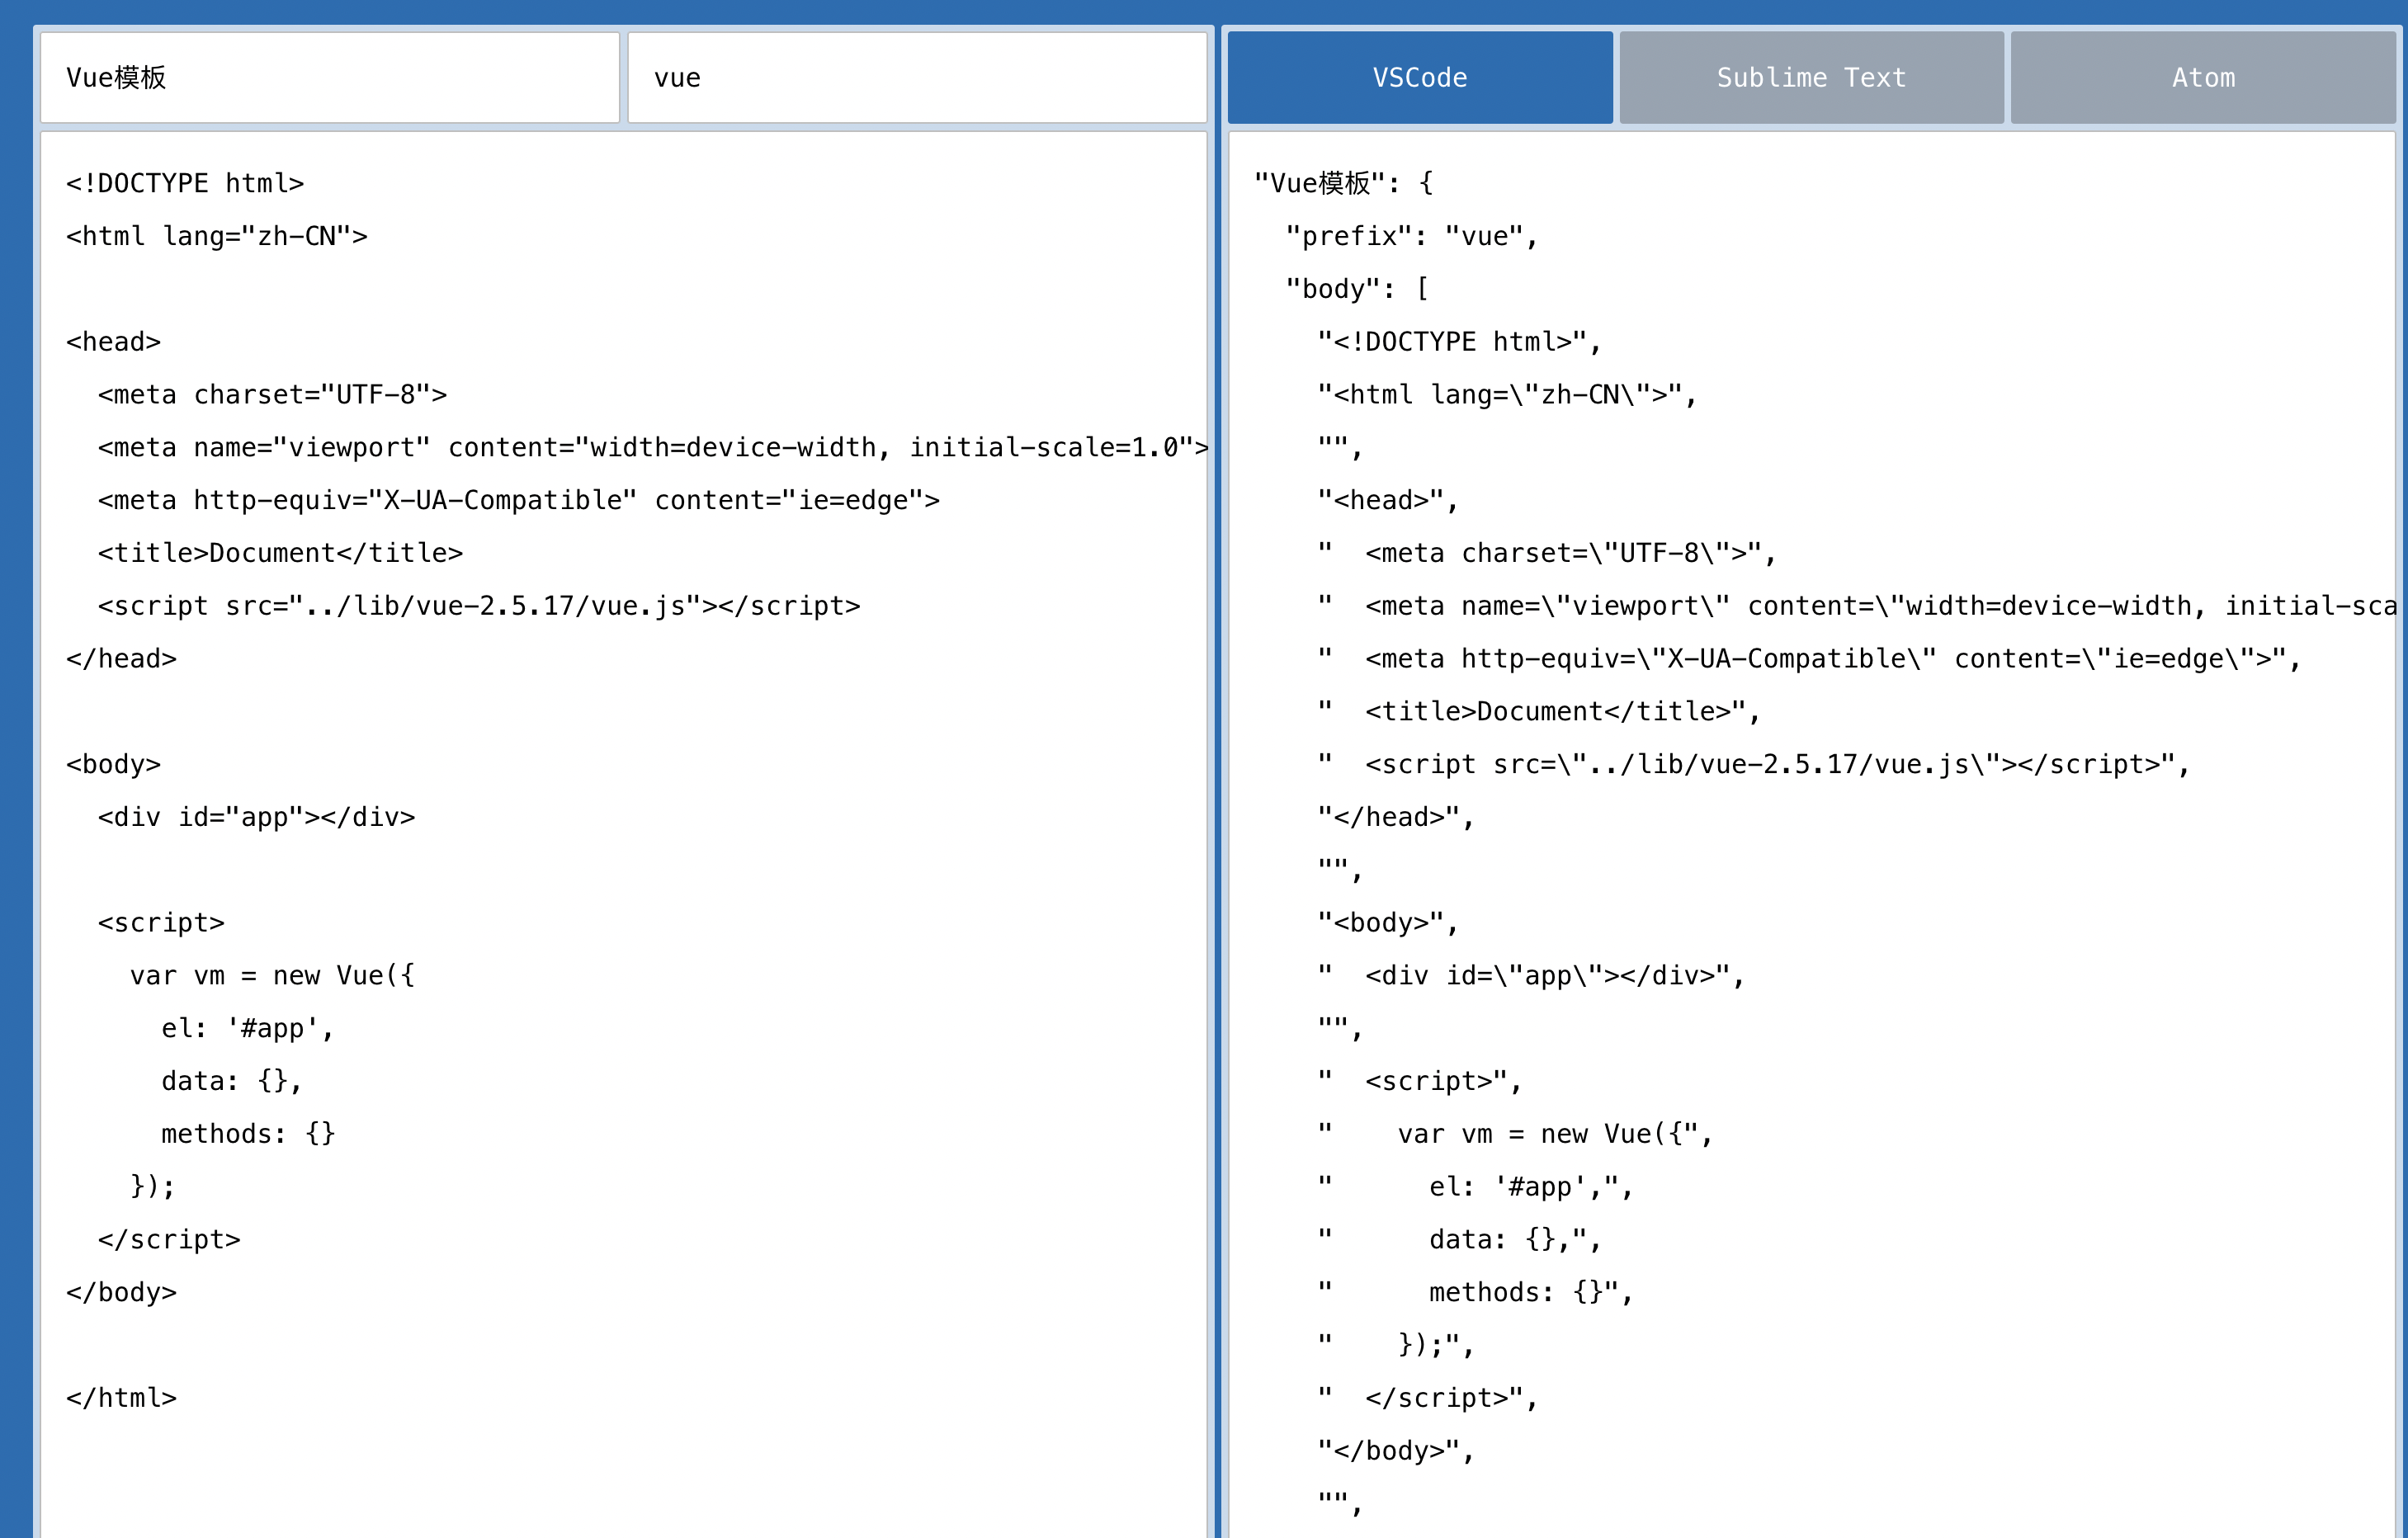 Vue模板
vue
<!DOCTYPE html>
<html lang="zh-CN">
<head>
  <meta charset="UTF-8">
  <meta name="viewport" content="width=device-width, initial-scale=1.0">
  <meta http-equiv="X-UA-Compatible" content="ie=edge">
  <title>Document</title>
  <script src="../lib/vue-2.5.17/vue.js"></script>
</head>
<body>
  <div id="app"></div>
  <script>
    var vm = new Vue({
      el: '#app',
      data: {},
      methods: {}
    });
  </script>
</body>
</html>
VSCode
Sublime Text
Atom
"Vue模板": {
  "prefix": "vue",
  "body": [
    "<!DOCTYPE html>",
    "<html lang=\"zh-CN\">",
    "",
    "<head>",
    "  <meta charset=\"UTF-8\">",
    "  <meta name=\"viewport\" content=\"width=device-width, initial-sca
    "  <meta http-equiv=\"X-UA-Compatible\" content=\"ie=edge\">",
    "  <title>Document</title>",
    "  <script src=\"../lib/vue-2.5.17/vue.js\"></script>",
    "</head>",
    "",
    "<body>",
    "  <div id=\"app\"></div>",
    "",
    "  <script>",
    "    var vm = new Vue({",
    "      el: '#app',",
    "      data: {},",
    "      methods: {}",
    "    });",
    "  </script>",
    "</body>",
    "",